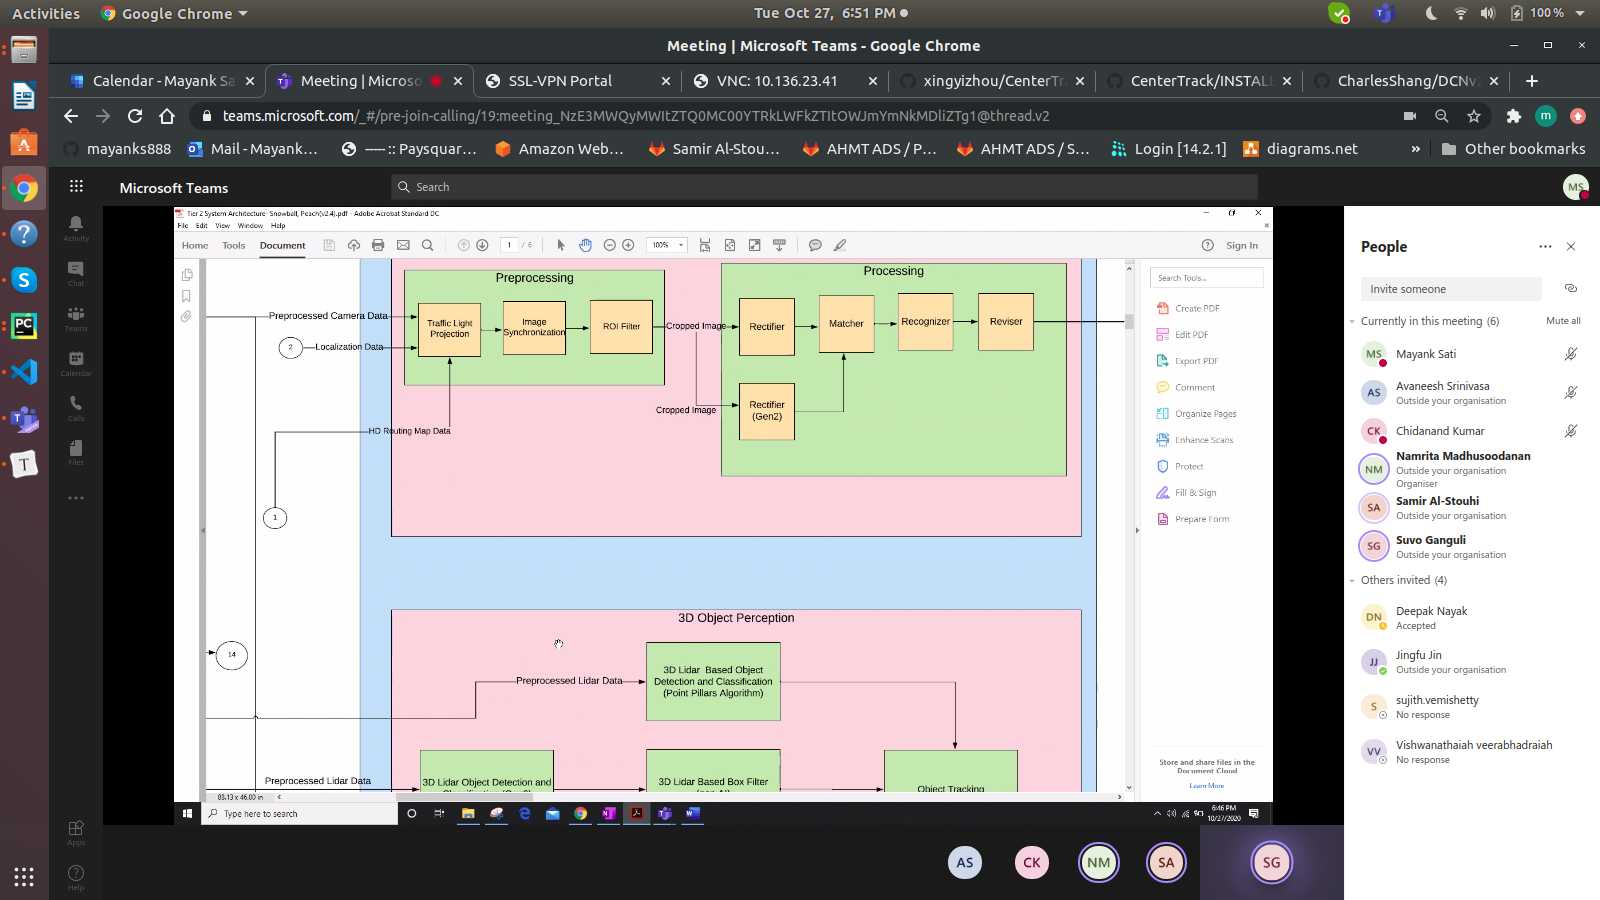 Activities
Google Chrome
Tue Oct 27, 6:51 PM
100 %
Meeting | Microsoft Teams - Google Chrome
Calendar - Mayank Sa
Meeting | Microso
SSL-VPN Portal
VNC: 10.136.23.41
xingyizhou/CenterTr
CenterTrack/INSTALL
CharlesShang/DCNv
teams.microsoft.com/_#/pre-join-calling/19:meeting_NzE3MWQyMWItZTQ0MC00YTRkLWFkZTItOWJmYmNkMDliZTg1@thread.v2
m
mayanks888
Mail - Mayank...
----- :: Paysquar...
Amazon Web...
Samir Al-Stou...
AHMT ADS / P...
AHMT ADS / S...
Login [14.2.1]
diagrams.net
»
Other bookmarks
Microsoft Teams
Search
MS
Activity
Chat
Teams
Calendar
Calls
Files
Apps
Help
Tier 2 System Architecture- Snowball, Peach(v2.4).pdf - Adobe Acrobat Standard DC
File Edit View Window Help
Home Tools Document
1 / 6
100%
Sign In
Preprocessing
Processing
Preprocessed Camera Data
Traffic Light
Projection
Image
Synchronization
ROI Filter
Cropped Image
Rectifier
Matcher
Recognizer
Reviser
2
Localization Data
Rectifier
(Gen2)
Cropped Image
HD Routing Map Data
1
3D Object Perception
14
3D Lidar Based Object
Detection and Classification
(Point Pillars Algorithm)
Preprocessed Lidar Data
Preprocessed Lidar Data
3D Lidar Object Detection and
3D Lidar Based Box Filter
Object Tracking
88.13 x 46.00 in
Search Tools...
Create PDF
Edit PDF
Export PDF
Comment
Organize Pages
Enhance Scans
Protect
Fill & Sign
Prepare Form
Store and share files in the
Document Cloud
Learn More
Type here to search
6:46 PM
10/27/2020
People
Invite someone
Currently in this meeting (6)
Mute all
MS
Mayank Sati
AS
Avaneesh Srinivasa
Outside your organisation
CK
Chidanand Kumar
NM
Namrita Madhusoodanan
Outside your organisation
Organiser
SA
Samir Al-Stouhi
Outside your organisation
SG
Suvo Ganguli
Outside your organisation
Others invited (4)
DN
Deepak Nayak
Accepted
JJ
Jingfu Jin
Outside your organisation
S
sujith.vemishetty
No response
VV
Vishwanathaiah veerabhadraiah
No response
AS
CK
NM
SA
SG